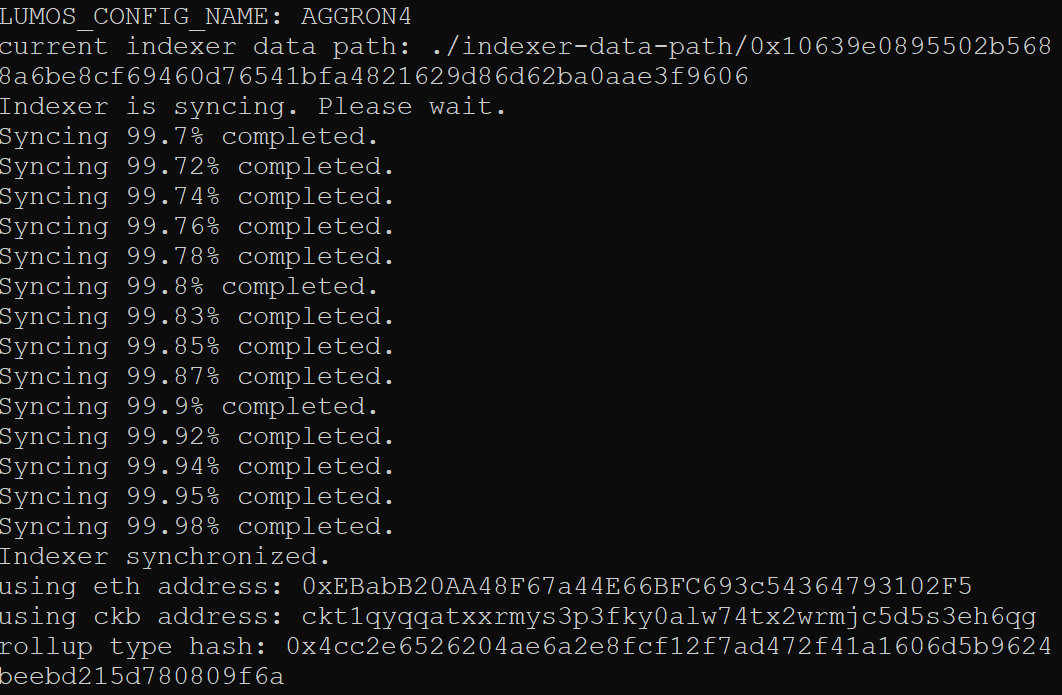 LUMOS_CONFIG_NAME: AGGRON4
current indexer data path: ./indexer-data-path/0x10639e0895502b568
8a6be8cf69460d76541bfa4821629d86d62ba0aae3f9606
Indexer is syncing. Please wait.
Syncing 99.7% completed.
Syncing 99.72% completed.
Syncing 99.74% completed.
Syncing 99.76% completed.
Syncing 99.78% completed.
Syncing 99.8% completed.
Syncing 99.83% completed.
Syncing 99.85% completed.
Syncing 99.87% completed.
Syncing 99.9% completed.
Syncing 99.92% completed.
Syncing 99.94% completed.
Syncing 99.95% completed.
Syncing 99.98% completed.
Indexer synchronized.
using eth address: 0xEBabB20AA48F67a44E66BFC693c54364793102F5
using ckb address: ckt1qyqqatxxrmys3p3fky0alw74tx2wrmjc5d5s3eh6qg
rollup type hash: 0x4cc2e6526204ae6a2e8fcf12f7ad472f41a1606d5b9624
beebd215d780809f6a